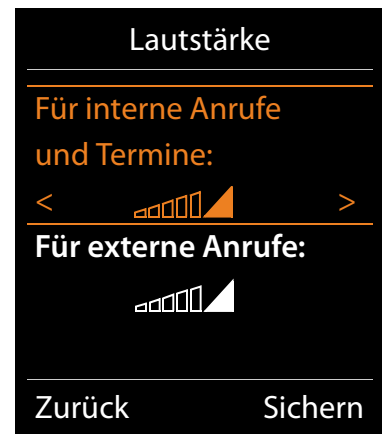 Lautstärke
Für interne Anrufe
und Termine:
< >
Für externe Anrufe:
Zurück Sichern